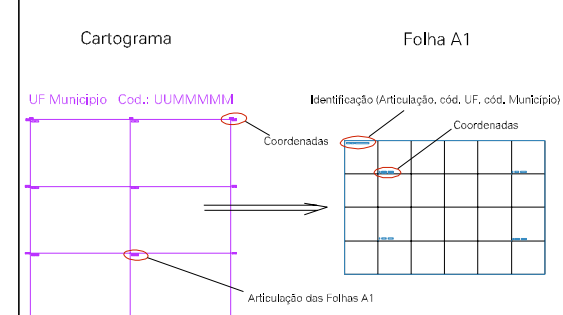 Cartograma
Folha A1
UF Município Cod.: UUMMMMM
Identificação (Articulação, cód. UF, cód. Município)
Coordenadas
Coordenadas
Articulação das Folhas A1